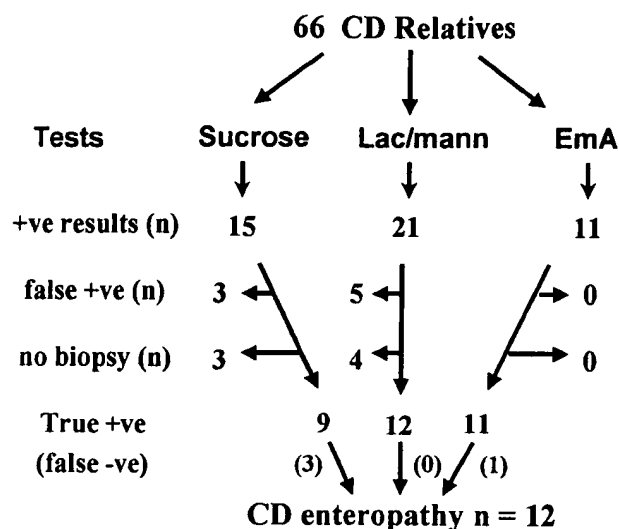 66 CD Relatives
Tests Sucrose Lac/mann EmA
+ve results (n) 15 21 11
false +ve (n) 3 5 0
no biopsy (n) 3 4 0
True +ve 9 12 11
(false -ve) (3) (0) (1)
CD enteropathy n = 12